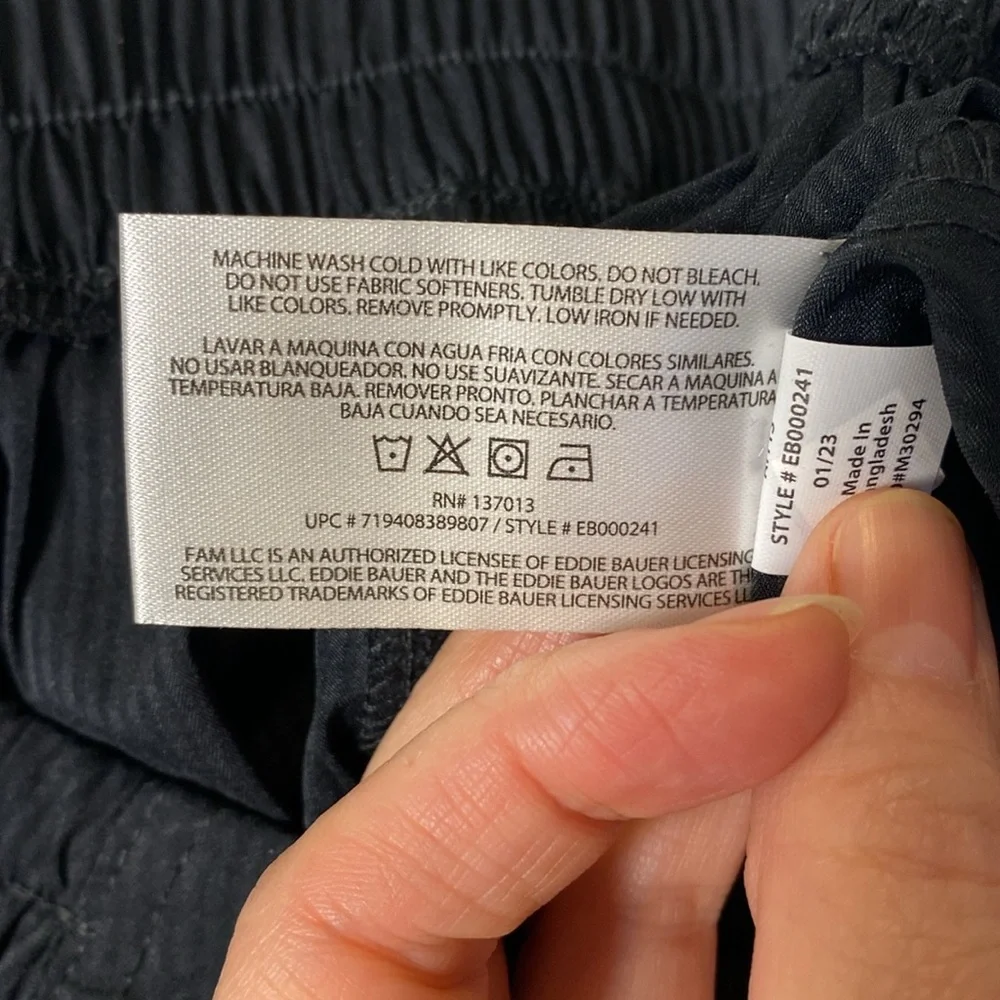 MACHINE WASH COLD WITH LIKE COLORS. DO NOT BLEACH.
DO NOT USE FABRIC SOFTENERS. TUMBLE DRY LOW WITH
LIKE COLORS. REMOVE PROMPTLY. LOW IRON IF NEEDED.
LAVAR A MAQUINA CON AGUA FRIA CON COLORES SIMILARES.
NO USAR BLANQUEADOR. NO USE SUAVIZANTE. SECAR A MAQUINA A
TEMPERATURA BAJA. REMOVER PRONTO. PLANCHAR A TEMPERATURA
BAJA CUANDO SEA NECESARIO.
RN# 137013
UPC # 719408389807 / STYLE # EB000241
FAM LLC IS AN AUTHORIZED LICENSEE OF EDDIE BAUER LICENSING
SERVICES LLC. EDDIE BAUER AND THE EDDIE BAUER LOGOS ARE TH
REGISTERED TRADEMARKS OF EDDIE BAUER LICENSING SERVICES LL
STYLE # EB000241
01/23
Made In
ngladesh
#M30294